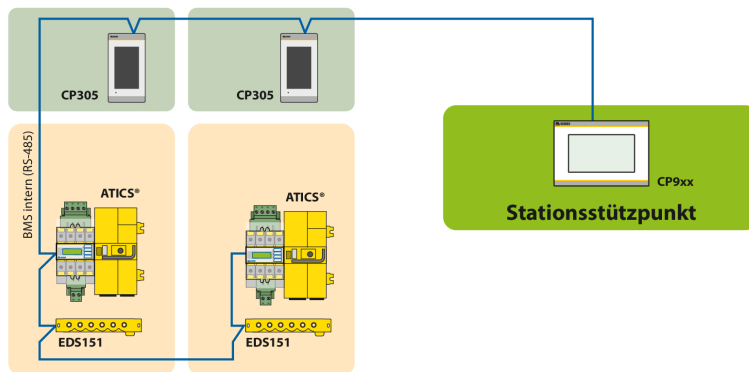 CP305
CP305
BMS intern (RS-485)
ATICS®
ATICS®
CP9xx
Stationsstützpunkt
EDS151
EDS151